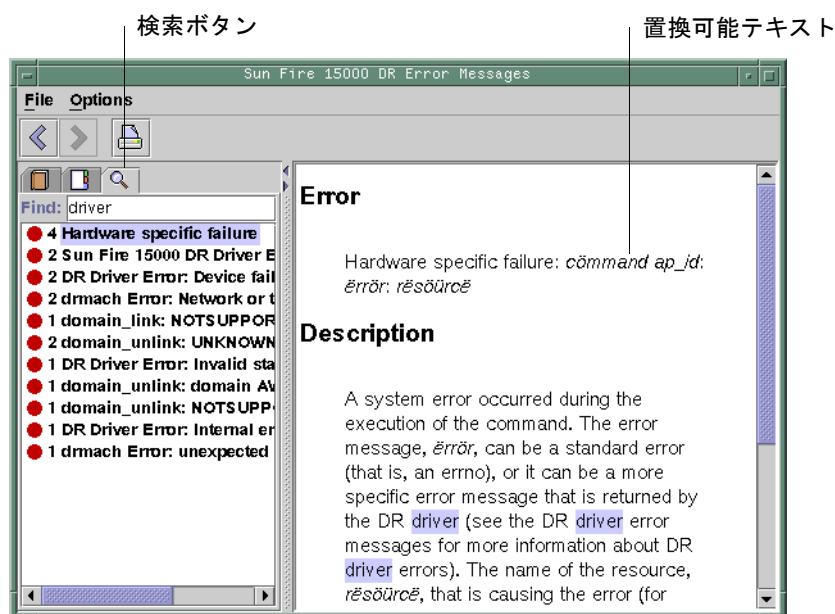 検索ボタン
置換可能テキスト
Sun Fire 15000 DR Error Messages
File Options
Find: driver
4 Hardware specific failure
2 Sun Fire 15000 DR Driver E
2 DR Driver Error: Device fail
2 drmach Error: Network or t
1 domain_link: NOTSUPPOR
2 domain_unlink: UNKNOWN
1 DR Driver Error: Invalid sta
1 domain_unlink: domain AV
1 domain_unlink: NOTSUPP
1 DR Driver Error: Internal er
1 drmach Error: unexpected
Error
Hardware specific failure: cömmand ap_id:
ërrör: rësöürcë
Description
A system error occurred during the
execution of the command. The error
message, ërrör, can be a standard error
(that is, an errno), or it can be a more
specific error message that is returned by
the DR driver (see the DR driver error
messages for more information about DR
driver errors). The name of the resource,
rësöürcë, that is causing the error (for